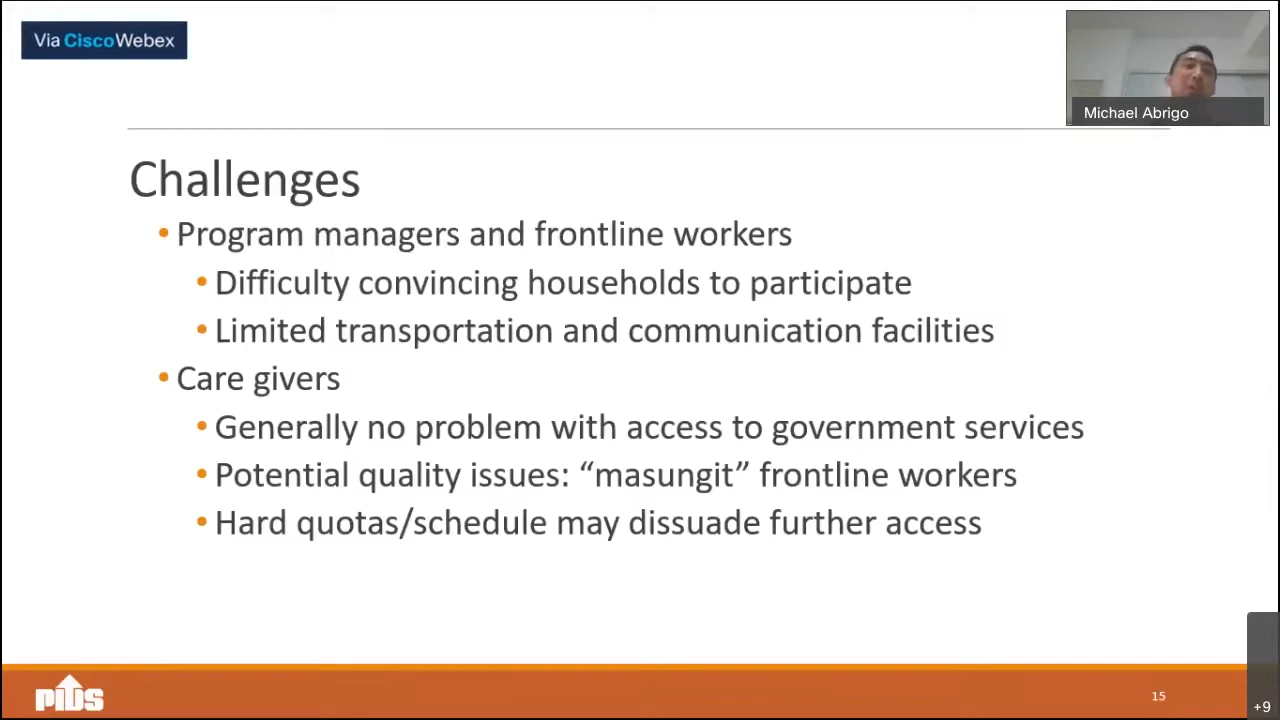 Via CiscoWebex
Michael Abrigo
Challenges
• Program managers and frontline workers
• Difficulty convincing households to participate
• Limited transportation and communication facilities
• Care givers
• Generally no problem with access to government services
• Potential quality issues: “masungit” frontline workers
• Hard quotas/schedule may dissuade further access
PIDS
15
+9